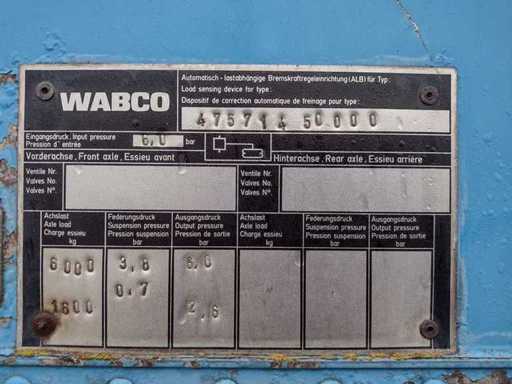 WABCO
Automatisch-lastabhängige Bremskraftregeleinrichtung (ALB) für Typ:
Load sensing device for type:
Dispositif de correction automatique de freinage pour type:
475714 50.000
Eingangsdruck, Input pressure
Pression d'entrée
6,0 bar
Vorderachse, Front axle, Essieu avant
Hinterachse, Rear axle, Essieu arrière
Ventile Nr.
Valves No.
Valves N°.
Ventile Nr.
Valves No.
Valves N°.
Achslast
Axle load
Charge essieu
kg
Federungsdruck
Suspension pressure
Pression suspension
bar
Ausgangsdruck
Output pressure
Pression de sortie
bar
Achslast
Axle load
Charge essieu
kg
Federungsdruck
Suspension pressure
Pression suspension
bar
Ausgangsdruck
Output pressure
Pression de sortie
bar
6000 3,8 6,0
0,7
1600 2,6